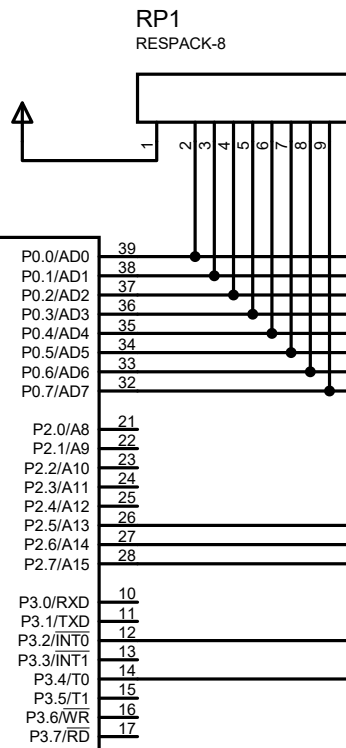 RP1
RESPACK-8
1 2 3 4 5 6 7 8 9
P0.0/AD0 39
P0.1/AD1 38
P0.2/AD2 37
P0.3/AD3 36
P0.4/AD4 35
P0.5/AD5 34
P0.6/AD6 33
P0.7/AD7 32
P2.0/A8 21
P2.1/A9 22
P2.2/A10 23
P2.3/A11 24
P2.4/A12 25
P2.5/A13 26
P2.6/A14 27
P2.7/A15 28
P3.0/RXD 10
P3.1/TXD 11
P3.2/INT0 12
P3.3/INT1 13
P3.4/T0 14
P3.5/T1 15
P3.6/WR 16
P3.7/RD 17